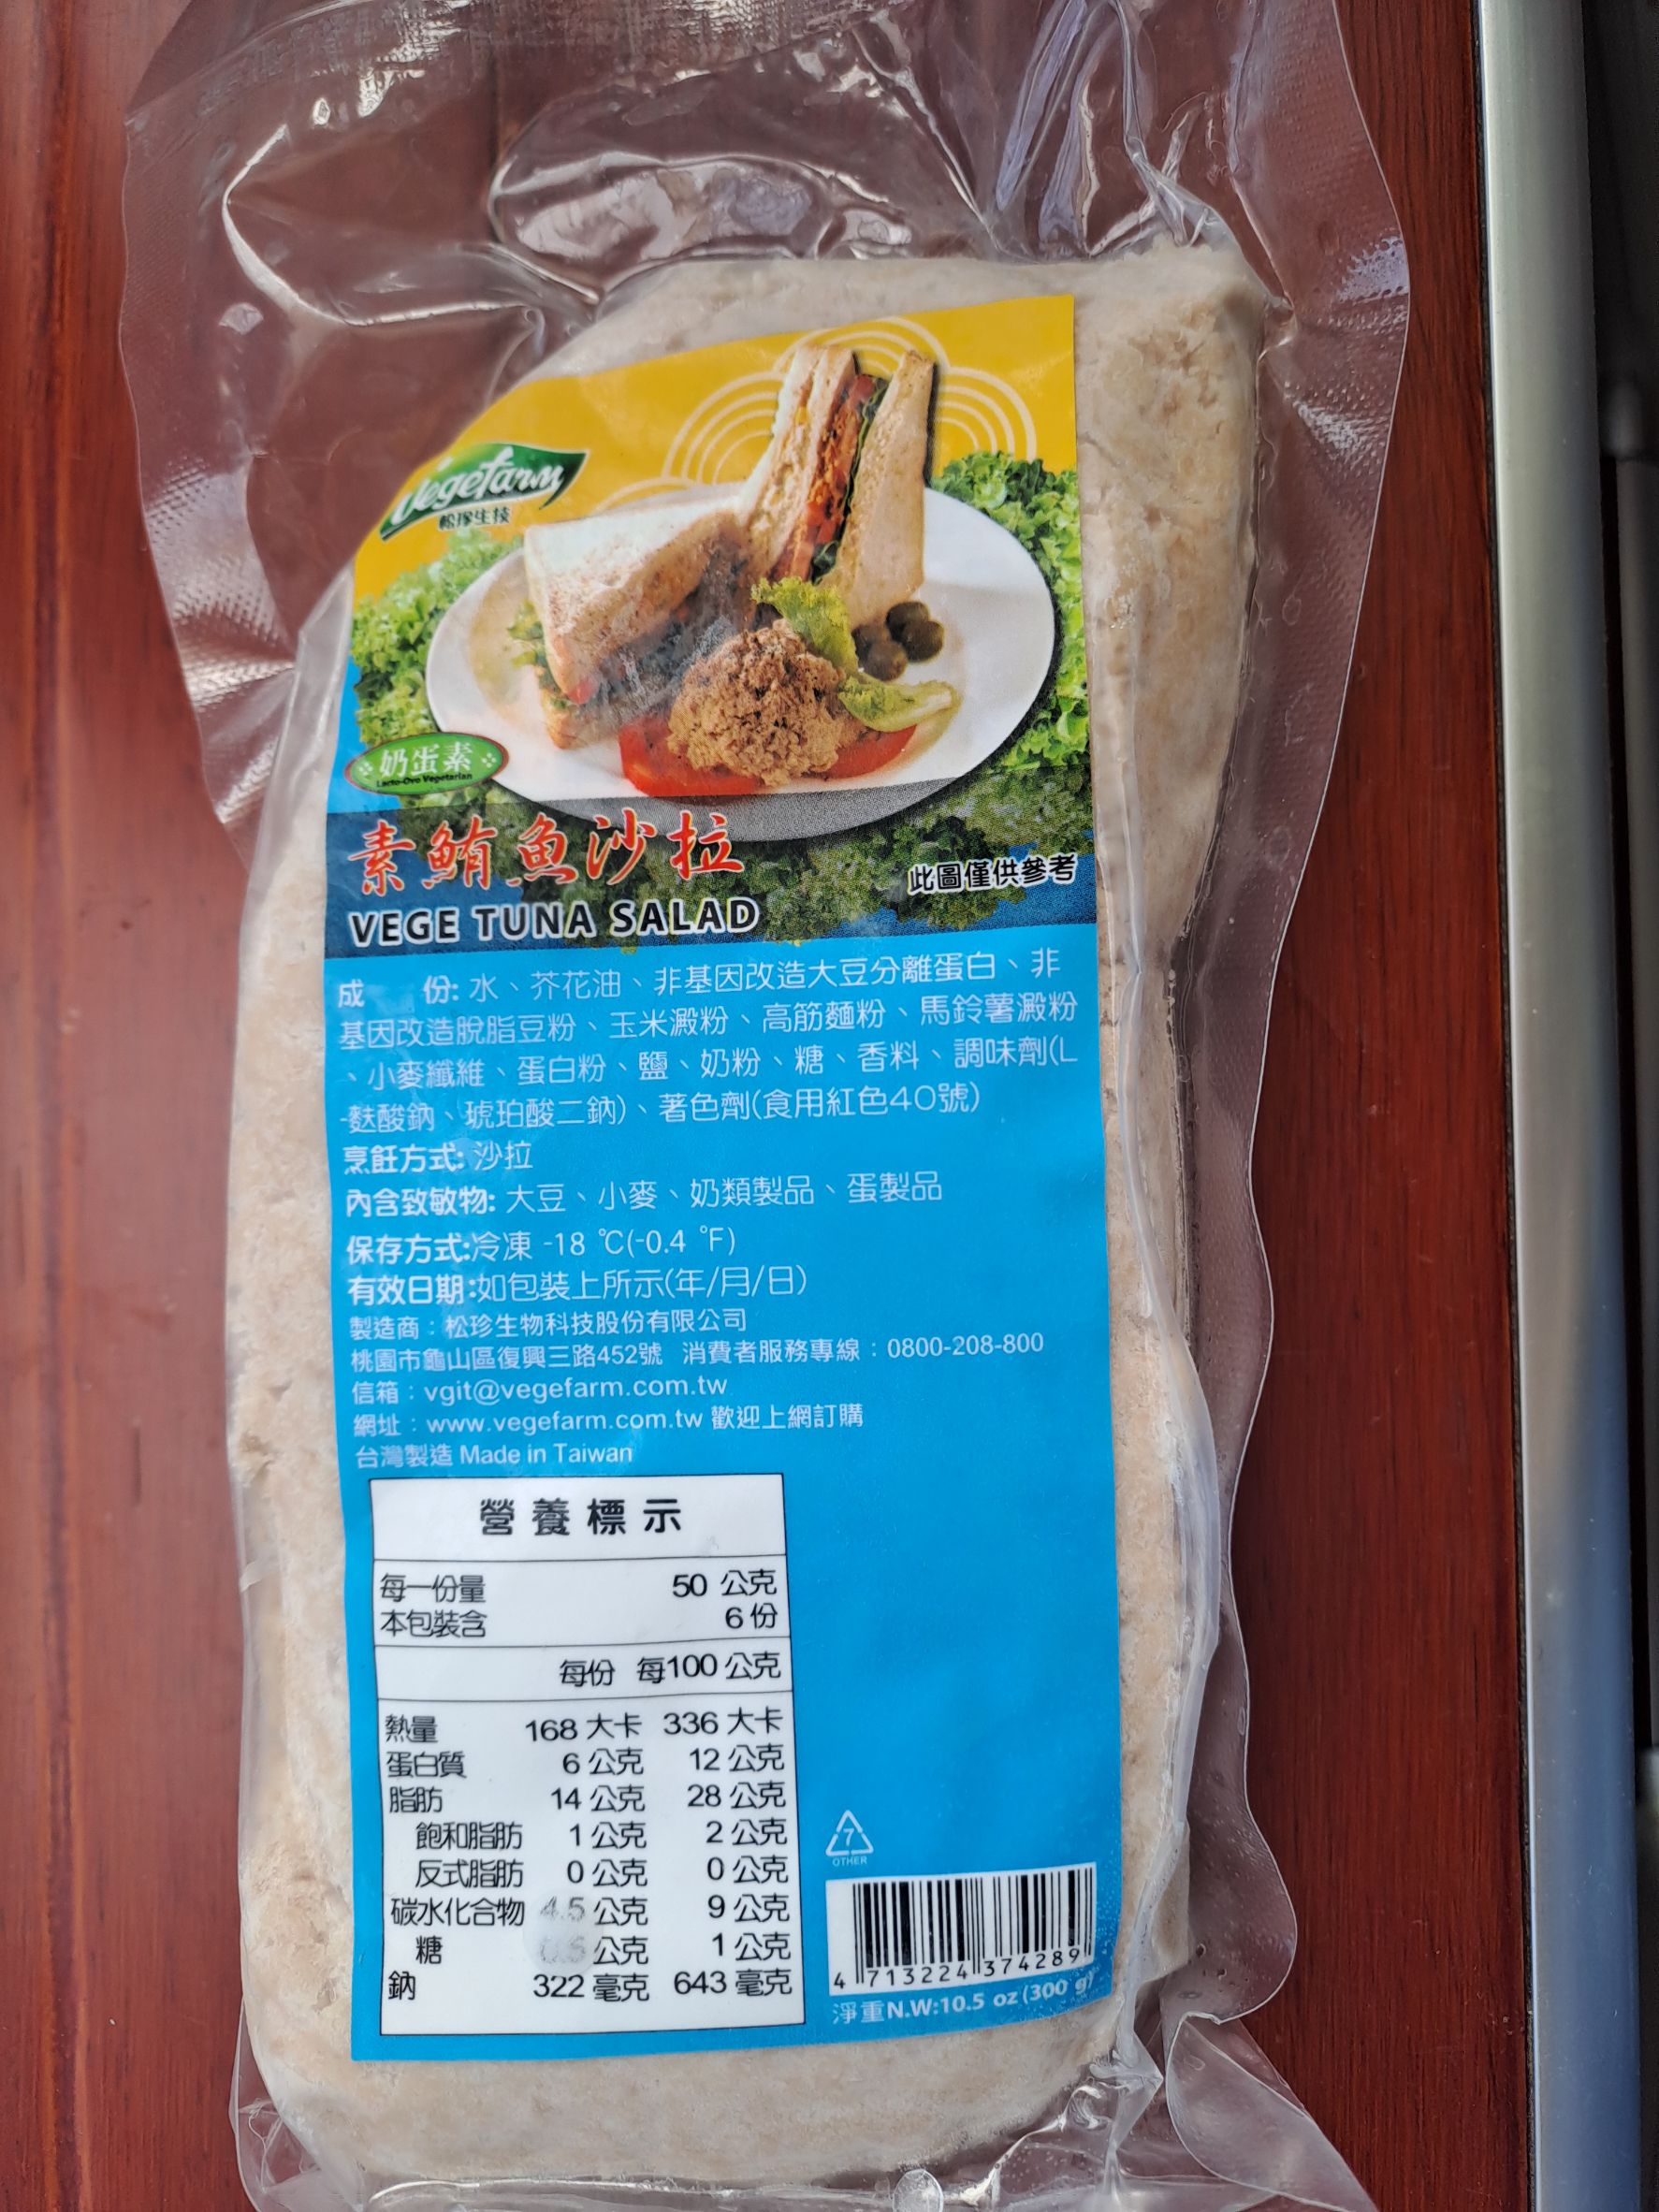 Vegefarm
松珍生技
奶蛋素
Lacto-Ovo Vegetarian
素鮪魚沙拉
此圖僅供參考
VEGE TUNA SALAD
成 份: 水、芥花油、非基因改造大豆分離蛋白、非
基因改造脫脂豆粉、玉米澱粉、高筋麵粉、馬鈴薯澱粉
、小麥纖維、蛋白粉、鹽、奶粉、糖、香料、調味劑(L
-麩酸鈉、琥珀酸二鈉)、著色劑(食用紅色40號)
烹飪方式: 沙拉
內含致敏物: 大豆、小麥、奶類製品、蛋製品
保存方式:冷凍 -18 ℃(-0.4 ℉)
有效日期:如包裝上所示(年/月/日)
製造商：松珍生物科技股份有限公司
桃園市龜山區復興三路452號 消費者服務專線：0800-208-800
信箱：vgit@vegefarm.com.tw
網址：www.vegefarm.com.tw 歡迎上網訂購
台灣製造 Made in Taiwan
營養標示
每一份量 50 公克
本包裝含 6 份
每份 每100 公克
熱量 168 大卡 336 大卡
蛋白質 6 公克 12 公克
脂肪 14 公克 28 公克
飽和脂肪 1 公克 2 公克
反式脂肪 0 公克 0 公克
碳水化合物 4.5 公克 9 公克
糖 0.5 公克 1 公克
鈉 322 毫克 643 毫克
7
OTHER
4 713224 374289
淨重N.W:10.5 oz (300 g)